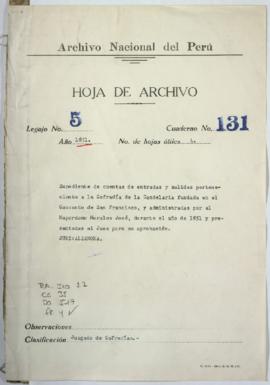 Archivo Nacional del Perú
HOJA DE ARCHIVO
Legajo No. 5 Cuaderno No. 131
Año 1831. No. de hojas útiles 4.
Expediente de cuentas de entradas y salidas pertene-
ciente a la Cofradía de la Candelaria fundada en el
Convento de San Francisco, y administradas por el
Mayordomo Morales José, durante el año de 1831 y pre-
sentadas al Juez para su aprobación.
Observaciones
Clasificación Juzgado de Cofradías.-